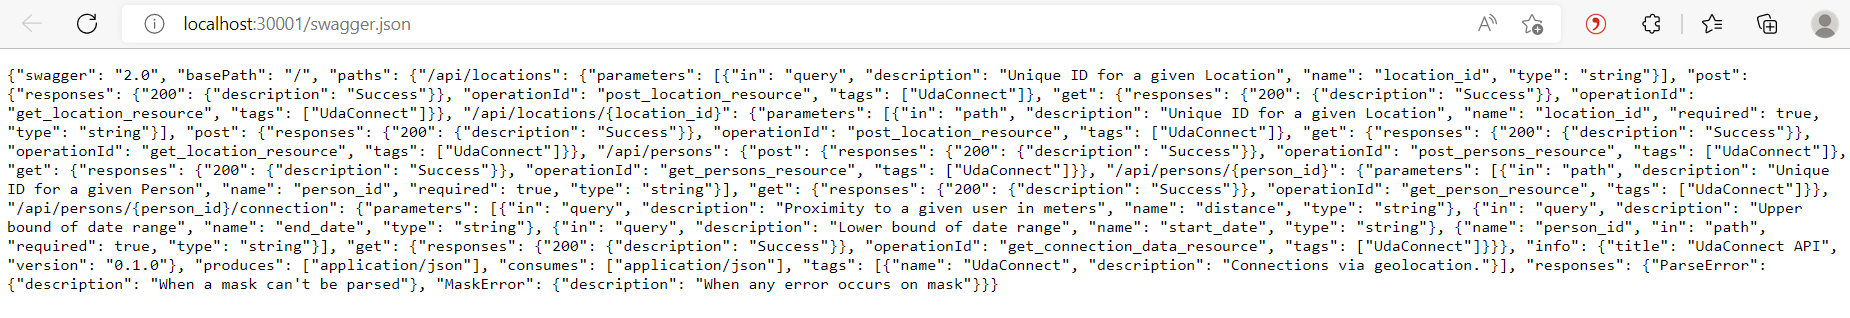 localhost:30001/swagger.json
{"swagger": "2.0", "basePath": "/", "paths": {"/api/locations": {"parameters": [{"in": "query", "description": "Unique ID for a given Location", "name": "location_id", "type": "string"}], "post":
{"responses": {"200": {"description": "Success"}}, "operationId": "post_location_resource", "tags": ["UdaConnect"]}, "get": {"responses": {"200": {"description": "Success"}}, "operationId":
"get_location_resource", "tags": ["UdaConnect"]}}, "/api/locations/{location_id}": {"parameters": [{"in": "path", "description": "Unique ID for a given Location", "name": "location_id", "required": true,
"type": "string"}], "post": {"responses": {"200": {"description": "Success"}}, "operationId": "post_location_resource", "tags": ["UdaConnect"]}, "get": {"responses": {"200": {"description": "Success"}},
"operationId": "get_location_resource", "tags": ["UdaConnect"]}}, "/api/persons": {"post": {"responses": {"200": {"description": "Success"}}, "operationId": "post_persons_resource", "tags": ["UdaConnect"]},
"get": {"responses": {"200": {"description": "Success"}}, "operationId": "get_persons_resource", "tags": ["UdaConnect"]}}, "/api/persons/{person_id}": {"parameters": [{"in": "path", "description": "Unique
ID for a given Person", "name": "person_id", "required": true, "type": "string"}], "get": {"responses": {"200": {"description": "Success"}}, "operationId": "get_person_resource", "tags": ["UdaConnect"]}},
"/api/persons/{person_id}/connection": {"parameters": [{"in": "query", "description": "Proximity to a given user in meters", "name": "distance", "type": "string"}, {"in": "query", "description": "Upper
bound of date range", "name": "end_date", "type": "string"}, {"in": "query", "description": "Lower bound of date range", "name": "start_date", "type": "string"}, {"name": "person_id", "in": "path",
"required": true, "type": "string"}], "get": {"responses": {"200": {"description": "Success"}}, "operationId": "get_connection_data_resource", "tags": ["UdaConnect"]}}}, "info": {"title": "UdaConnect API",
"version": "0.1.0"}, "produces": ["application/json"], "consumes": ["application/json"], "tags": [{"name": "UdaConnect", "description": "Connections via geolocation."}], "responses": {"ParseError":
{"description": "When a mask can't be parsed"}, "MaskError": {"description": "When any error occurs on mask"}}}